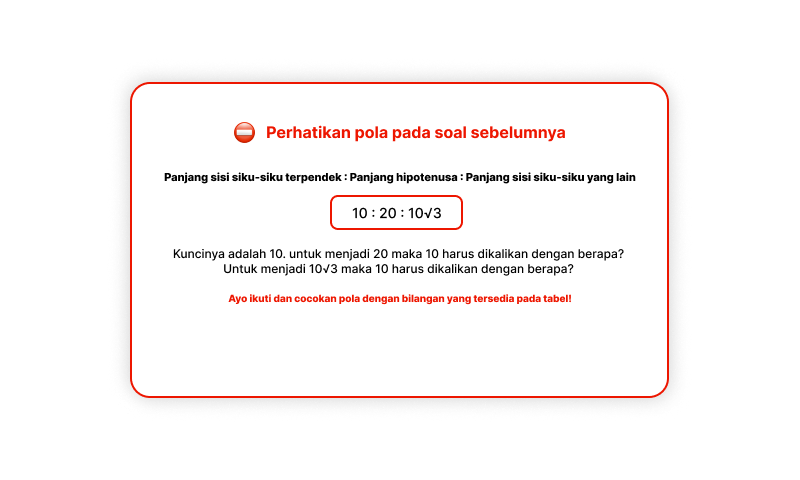 Perhatikan pola pada soal sebelumnya
Panjang sisi siku-siku terpendek : Panjang hipotenusa : Panjang sisi siku-siku yang lain
10 : 20 : 10√3
Kuncinya adalah 10. untuk menjadi 20 maka 10 harus dikalikan dengan berapa?
Untuk menjadi 10√3 maka 10 harus dikalikan dengan berapa?
Ayo ikuti dan cocokan pola dengan bilangan yang tersedia pada tabel!